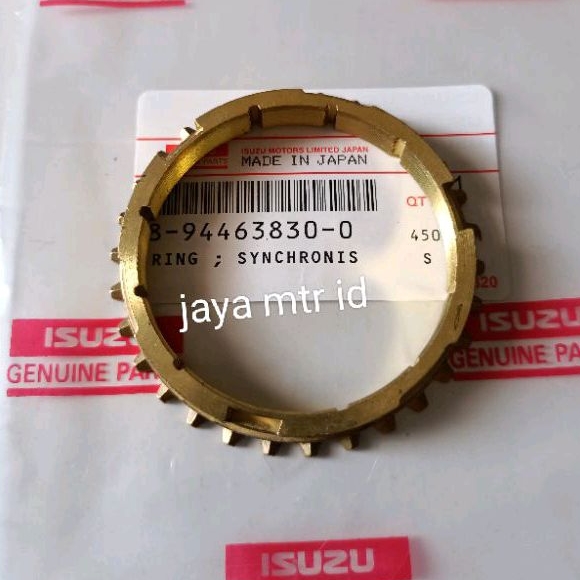 ISUZU MOTORS LIMITED JAPAN
MADE IN JAPAN
QT
8-94463830-0
450
RING ; SYNCHRONIS
S
jaya mtr id
ISUZU
GENUINE PA
ISUZU
GENUINE PARTS
ISUZU